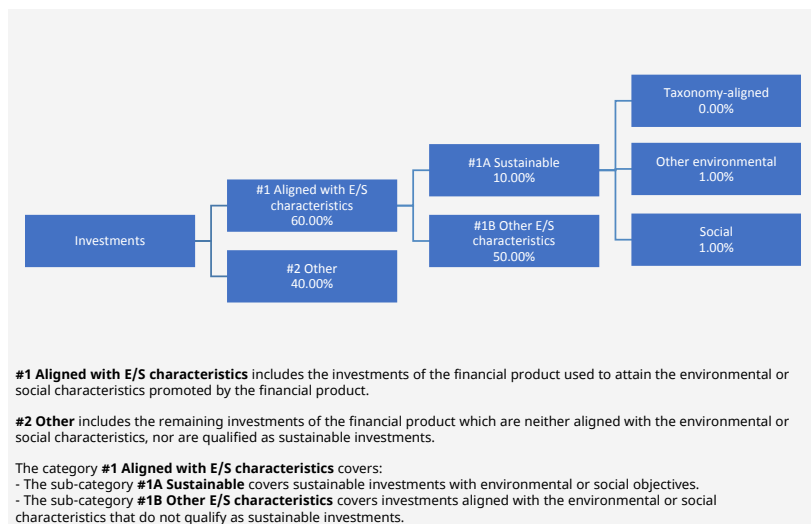 Taxonomy-aligned
0.00%
#1A Sustainable
10.00%
Other environmental
1.00%
#1 Aligned with E/S
characteristics
60.00%
Investments
#1B Other E/S
characteristics
50.00%
Social
1.00%
#2 Other
40.00%
#1 Aligned with E/S characteristics includes the investments of the financial product used to attain the environmental or
social characteristics promoted by the financial product.
#2 Other includes the remaining investments of the financial product which are neither aligned with the environmental or
social characteristics, nor are qualified as sustainable investments.
The category #1 Aligned with E/S characteristics covers:
- The sub-category #1A Sustainable covers sustainable investments with environmental or social objectives.
- The sub-category #1B Other E/S characteristics covers investments aligned with the environmental or social
characteristics that do not qualify as sustainable investments.